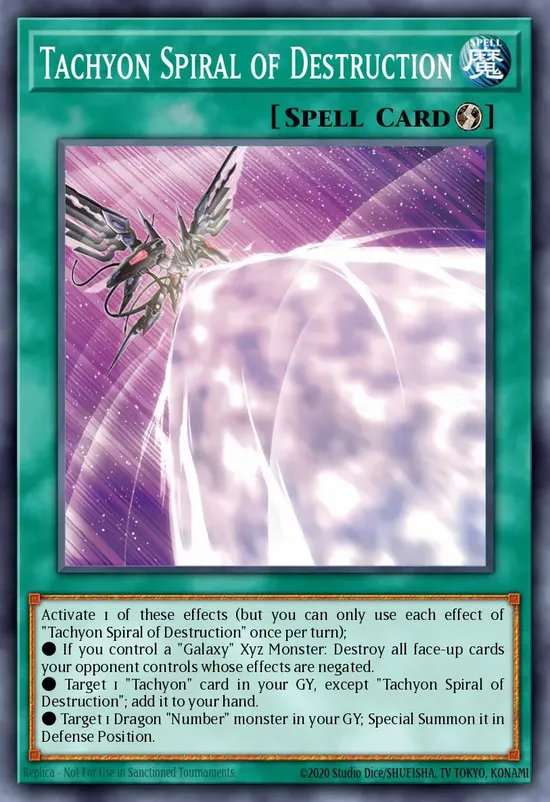 TACHYON SPIRAL OF DESTRUCTION
SPELL
魔
[SPELL CARD]
Activate 1 of these effects (but you can only use each effect of
"Tachyon Spiral of Destruction" once per turn);
● If you control a "Galaxy" Xyz Monster: Destroy all face-up cards
your opponent controls whose effects are negated.
● Target 1 "Tachyon" card in your GY, except "Tachyon Spiral of
Destruction"; add it to your hand.
● Target 1 Dragon "Number" monster in your GY; Special Summon it in
Defense Position.
Replica - Not For Use in Sanctioned Tournaments
©2020 Studio Dice/SHUEISHA, TV TOKYO, KONAMI